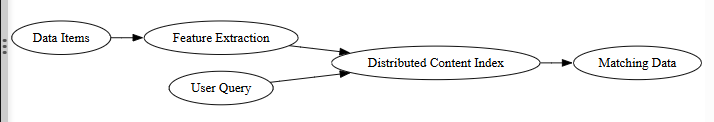 Data Items
Feature Extraction
Distributed Content Index
Matching Data
User Query